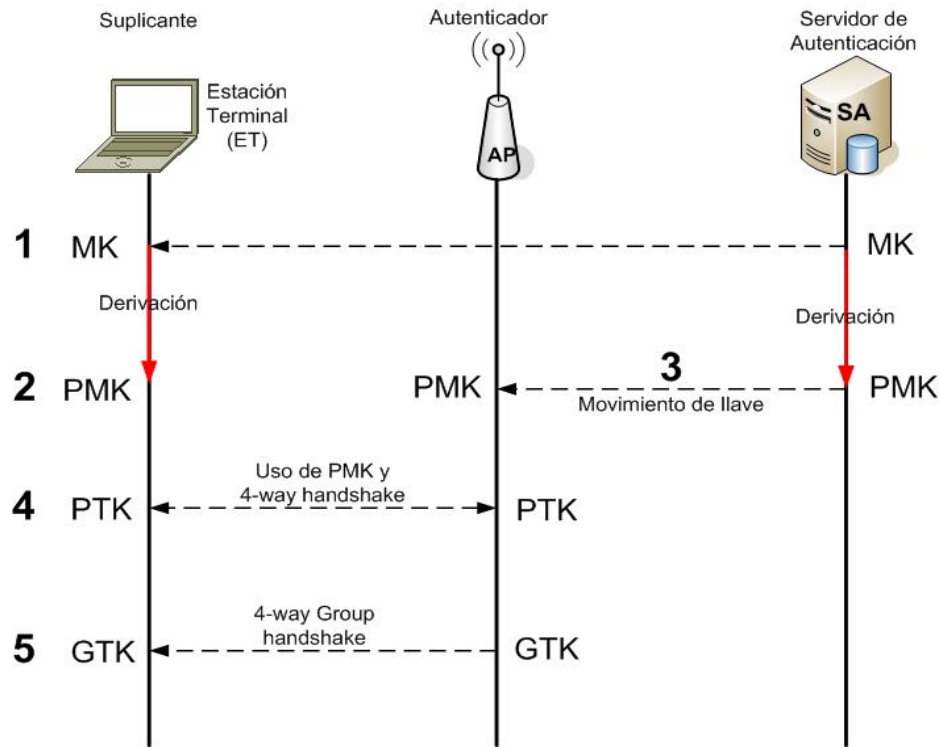 Suplicante
Autenticador
Servidor de
Autenticación
Estación
Terminal
(ET)
AP
SA
1 MK MK
Derivación
Derivación
2 PMK PMK 3 PMK
Movimiento de llave
Uso de PMK y
4-way handshake
4 PTK PTK
4-way Group
handshake
5 GTK GTK